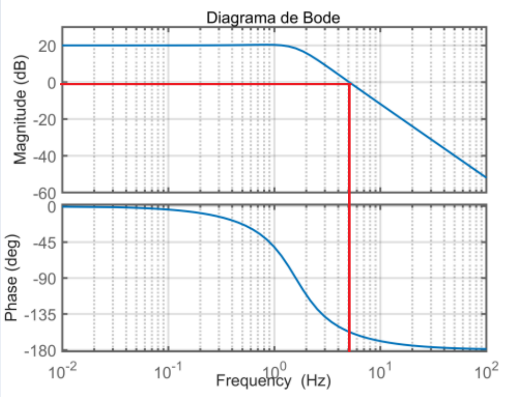 Diagrama de Bode
Magnitude (dB)
20
0
-20
-40
-60
Phase (deg)
0
-45
-90
-135
-180
10-2 10-1 100 101 102
Frequency (Hz)